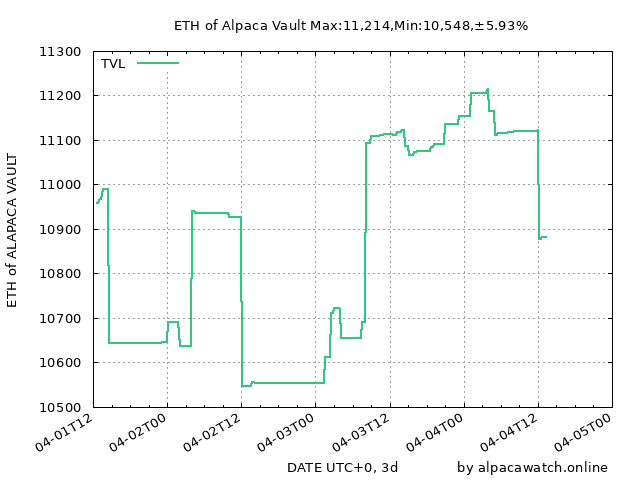 ETH of Alpaca Vault Max:11,214,Min:10,548,±5.93%
TVL
11300
11200
11100
11000
10900
10800
10700
10600
10500
ETH of ALAPACA VAULT
04-01T12
04-02T00
04-02T12
04-03T00
04-03T12
04-04T00
04-04T12
04-05T00
DATE UTC+0, 3d
by alpacawatch.online